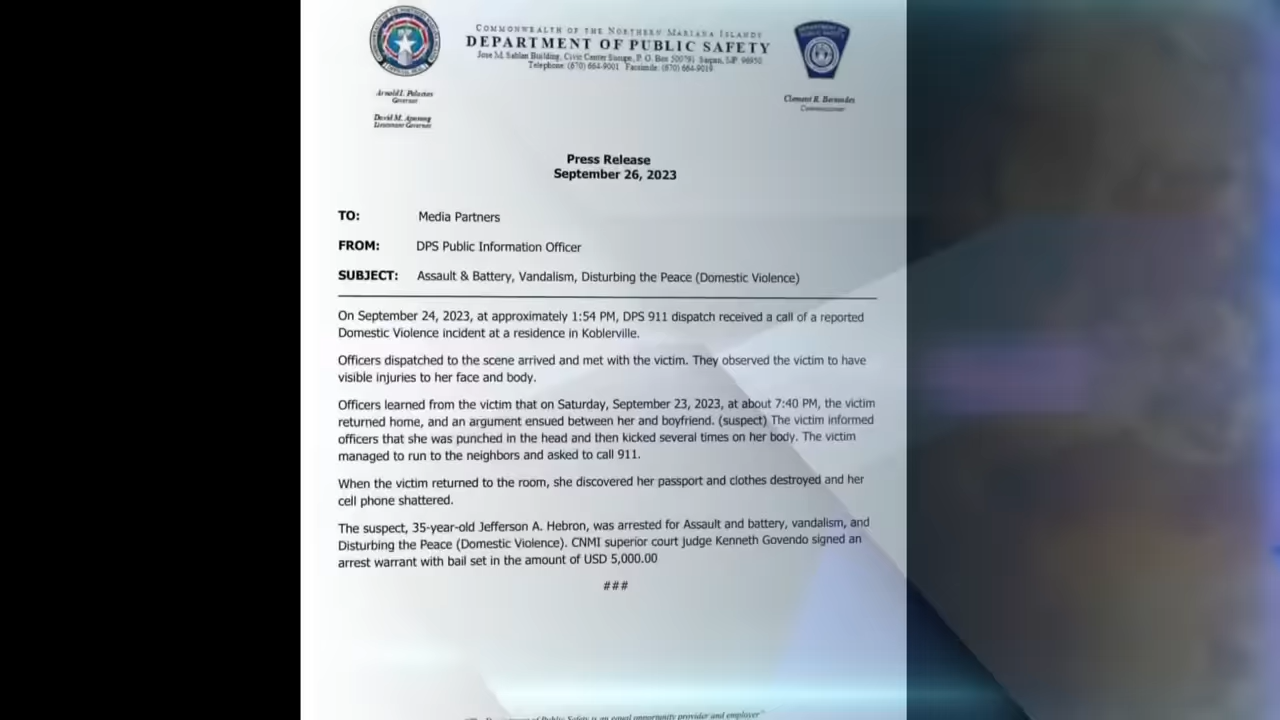 COMMONWEALTH OF THE NORTHERN MARIANA ISLANDS
DEPARTMENT OF PUBLIC SAFETY
Jose M. Sablan Building, Civic Center Susupe, P. O. Box 500791 Saipan, MP 96950
Telephone: (670) 664-9001 Facsimile: (670) 664-9019
Arnold I. Palacios
Governor
David M. Apatang
Lieutenant Governor
Clement R. Bermudes
Commissioner
Press Release
September 26, 2023
TO: Media Partners
FROM: DPS Public Information Officer
SUBJECT: Assault & Battery, Vandalism, Disturbing the Peace (Domestic Violence)
On September 24, 2023, at approximately 1:54 PM, DPS 911 dispatch received a call of a reported
Domestic Violence incident at a residence in Koblerville.
Officers dispatched to the scene arrived and met with the victim. They observed the victim to have
visible injuries to her face and body.
Officers learned from the victim that on Saturday, September 23, 2023, at about 7:40 PM, the victim
returned home, and an argument ensued between her and boyfriend. (suspect) The victim informed
officers that she was punched in the head and then kicked several times on her body. The victim
managed to run to the neighbors and asked to call 911.
When the victim returned to the room, she discovered her passport and clothes destroyed and her
cell phone shattered.
The suspect, 35-year-old Jefferson A. Hebron, was arrested for Assault and battery, vandalism, and
Disturbing the Peace (Domestic Violence). CNMI superior court judge Kenneth Govendo signed an
arrest warrant with bail set in the amount of USD 5,000.00
###
Department of Public Safety is an equal opportunity provider and employer"